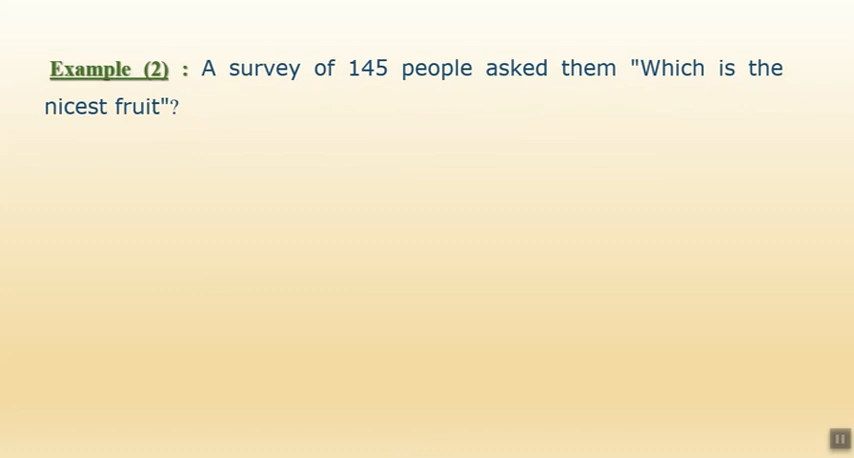 Example (2) : A survey of 145 people asked them "Which is the
nicest fruit"?